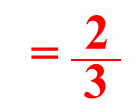 = 2/3